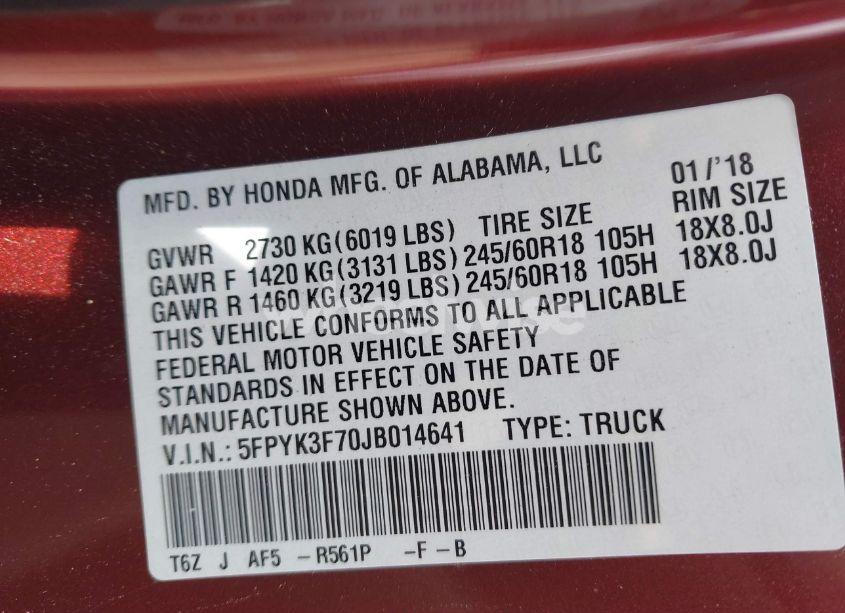 MFD. BY HONDA MFG. OF ALABAMA, LLC 01/'18
GVWR 2730 KG(6019 LBS) TIRE SIZE RIM SIZE
GAWR F 1420 KG(3131 LBS) 245/60R18 105H 18X8.0J
GAWR R 1460 KG(3219 LBS) 245/60R18 105H 18X8.0J
THIS VEHICLE CONFORMS TO ALL APPLICABLE
FEDERAL MOTOR VEHICLE SAFETY
STANDARDS IN EFFECT ON THE DATE OF
MANUFACTURE SHOWN ABOVE.
V.I.N.: 5FPYK3F70JB014641 TYPE: TRUCK
T6Z J AF5 -R561P -F -B